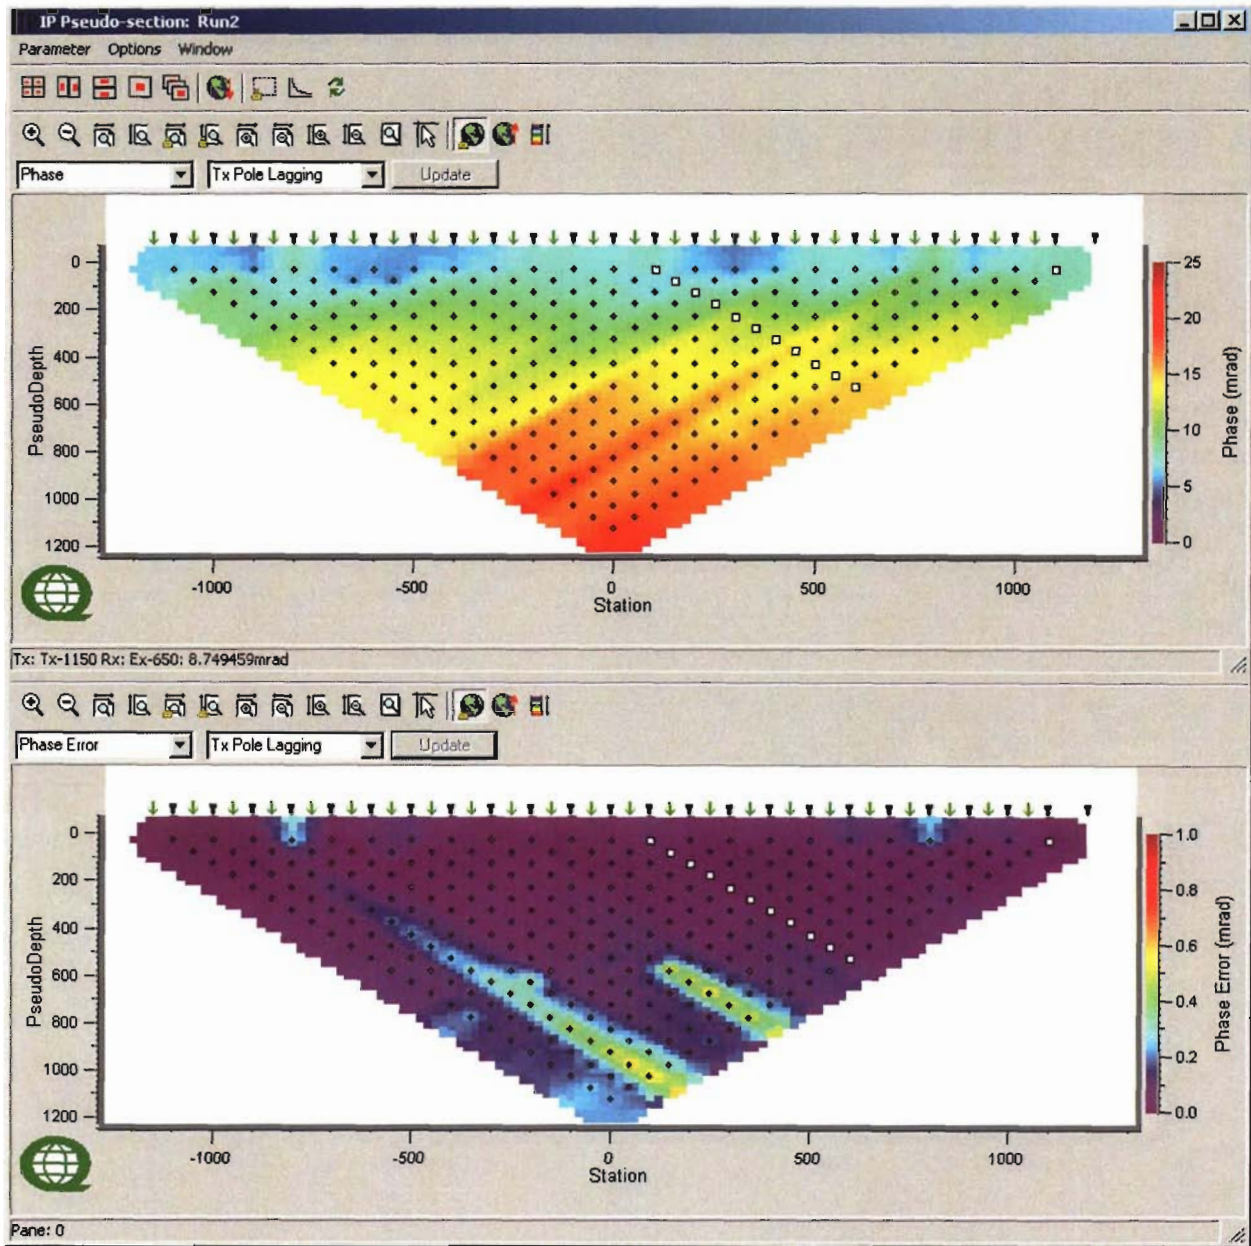 IP Pseudo-section: Run2
Parameter Options Window
Phase Tx Pole Lagging Update
0
200
400
600
800
1000
1200
PseudoDepth
-1000 -500 0 500 1000
Station
25
20
15
10
5
0
Phase (mrad)
Tx: Tx-1150 Rx: Ex-650: 8.749459mrad
Phase Error Tx Pole Lagging Update
0
200
400
600
800
1000
1200
PseudoDepth
-1000 -500 0 500 1000
Station
1.0
0.8
0.6
0.4
0.2
0.0
Phase Error (mrad)
Pane: 0